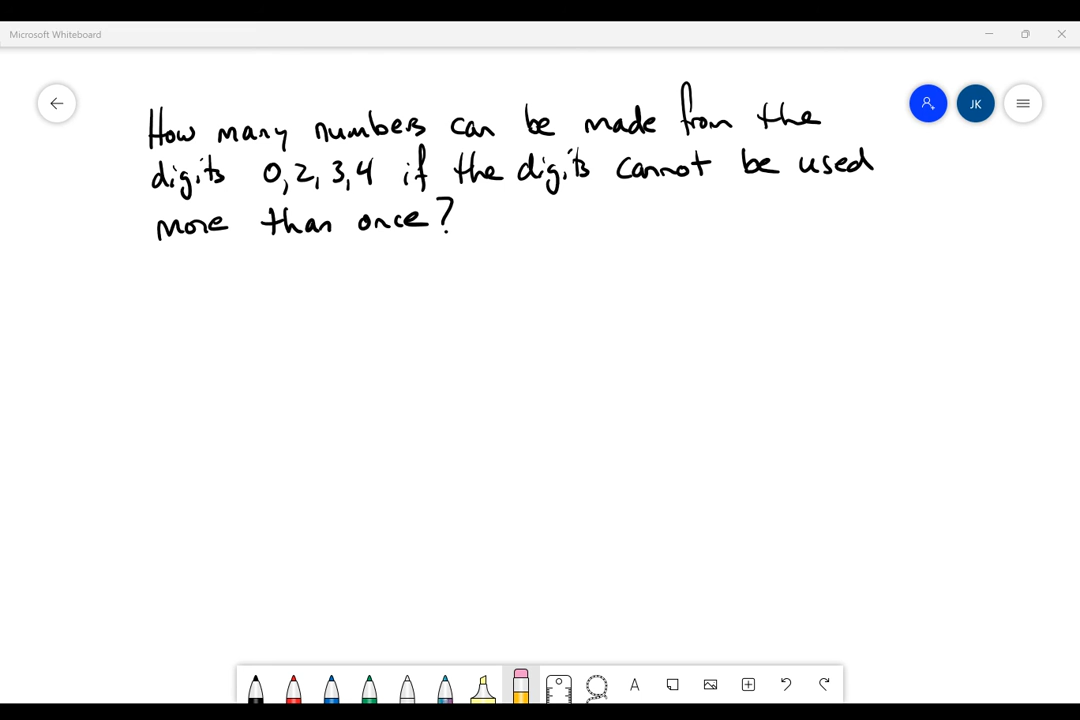 Microsoft Whiteboard
JK
How many numbers can be made from the
digits 0, 2, 3, 4 if the digits cannot be used
more than once?
A